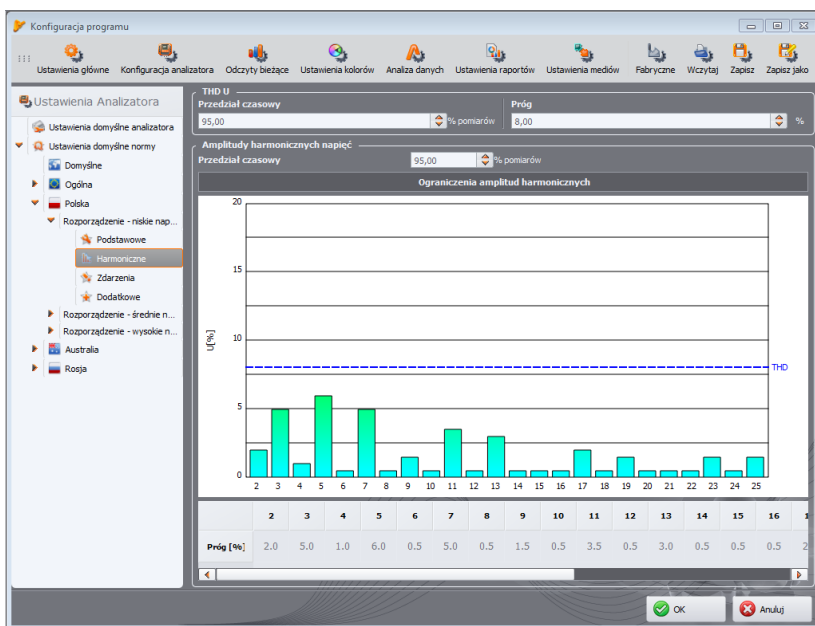 Konfiguracja programu
Ustawienia główne Konfiguracja analizatora Odczyty bieżące Ustawienia kolorów Analiza danych Ustawienia raportów Ustawienia mediów Fabryczne Wczytaj Zapisz Zapisz jako
Ustawienia Analizatora
Ustawienia domyślne analizatora
Ustawienia domyślne normy
Domyślne
Ogólna
Polska
Rozporządzenie - niskie nap...
Podstawowe
Harmoniczne
Zdarzenia
Dodatkowe
Rozporządzenie - średnie n...
Rozporządzenie - wysokie n...
Australia
Rosja
THD U
Przedział czasowy Próg
95,00 % pomiarów 8,00 %
Amplitudy harmonicznych napięć
Przedział czasowy 95,00 % pomiarów
Ograniczenia amplitud harmonicznych
20
15
10
5
0
U[%]
THD
2 3 4 5 6 7 8 9 10 11 12 13 14 15 16 17 18 19 20 21 22 23 24 25
2 3 4 5 6 7 8 9 10 11 12 13 14 15 16 1
Próg [%] 2.0 5.0 1.0 6.0 0.5 5.0 0.5 1.5 0.5 3.5 0.5 3.0 0.5 0.5 0.5 2
OK Anuluj